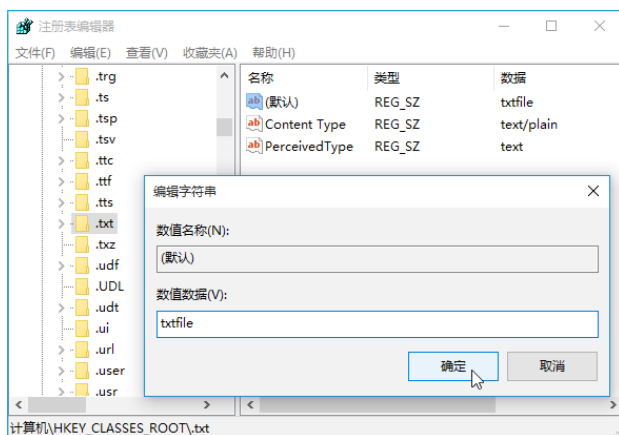 注册表编辑器
文件(F) 编辑(E) 查看(V) 收藏夹(A) 帮助(H)
.trg
.ts
.tsp
.tsv
.ttc
.ttf
.tts
.txt
.txz
.udf
.UDL
.udt
.ui
.url
.user
.usr
名称 类型 数据
ab (默认) REG_SZ txtfile
ab Content Type REG_SZ text/plain
ab PerceivedType REG_SZ text
编辑字符串
数值名称(N):
(默认)
数值数据(V):
txtfile
确定 取消
计算机\HKEY_CLASSES_ROOT\.txt